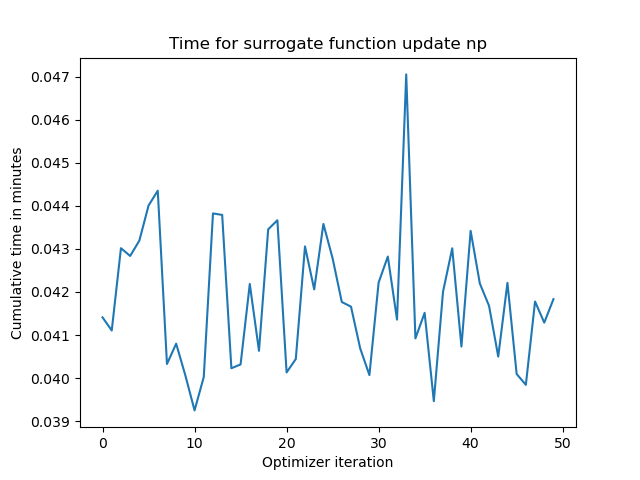 Time for surrogate function update np
Cumulative time in minutes
0.047
0.046
0.045
0.044
0.043
0.042
0.041
0.040
0.039
0 10 20 30 40 50
Optimizer iteration